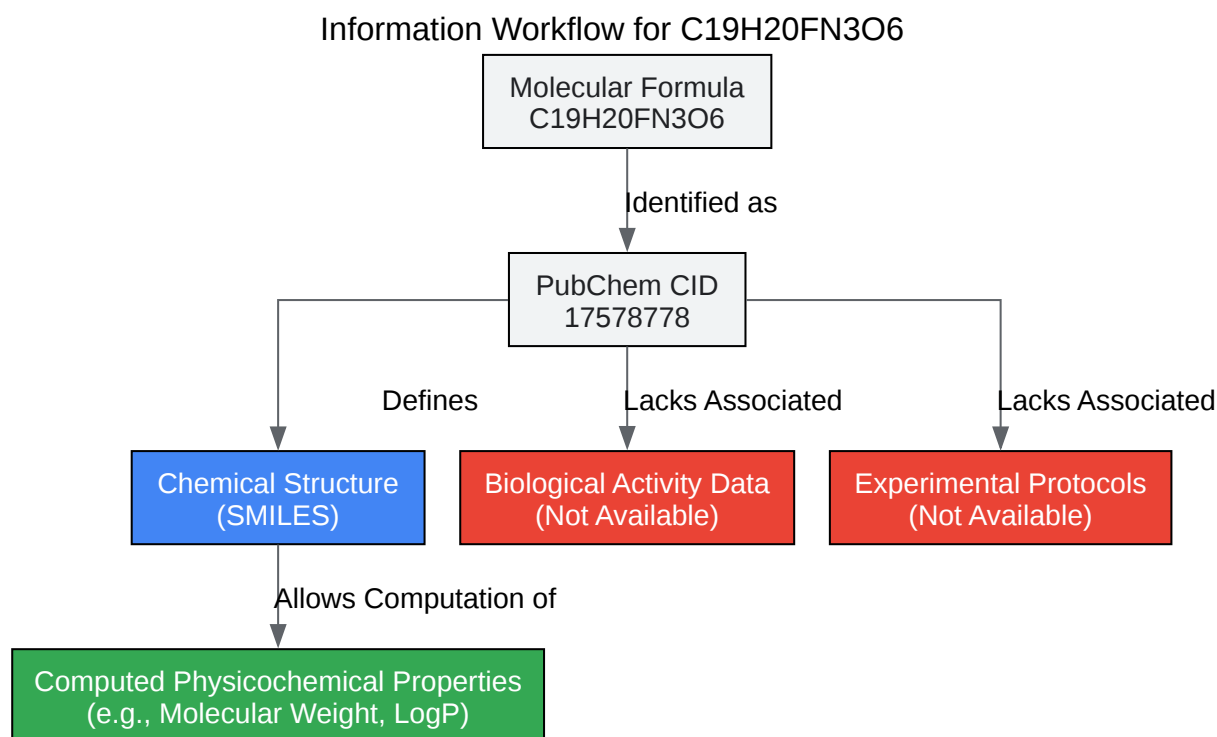 Information Workflow for C19H20FN3O6
Molecular Formula
C19H20FN3O6
Identified as
PubChem CID
17578778
Defines
Lacks Associated
Lacks Associated
Chemical Structure
(SMILES)
Biological Activity Data
(Not Available)
Experimental Protocols
(Not Available)
Allows Computation of
Computed Physicochemical Properties
(e.g., Molecular Weight, LogP)